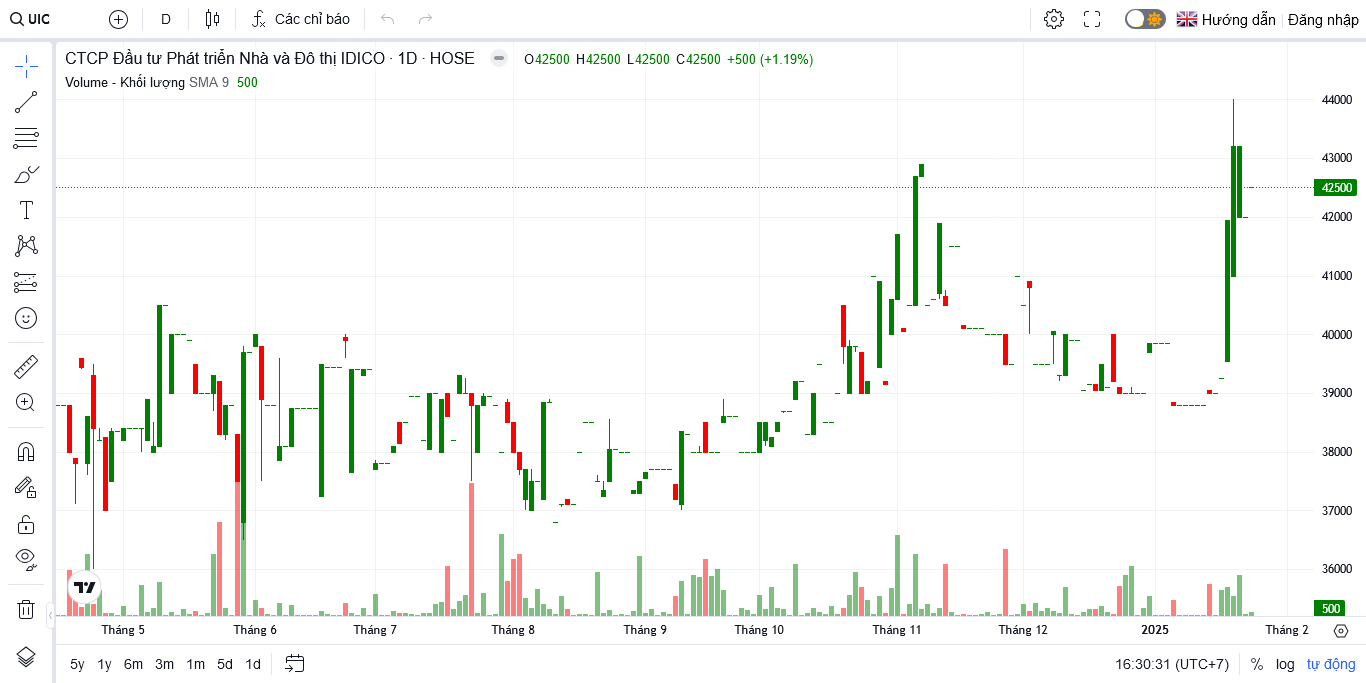 UIC D Các chỉ báo Hướng dẫn Đăng nhập
CTCP Đầu tư Phát triển Nhà và Đô thị IDICO · 1D · HOSE O42500 H42500 L42500 C42500 +500 (+1.19%)
Volume - Khối lượng SMA 9 500
44000
43000
42500
42000
41000
40000
39000
38000
37000
36000
500
Tháng 5 Tháng 6 Tháng 7 Tháng 8 Tháng 9 Tháng 10 Tháng 11 Tháng 12 2025 Tháng 2
5y 1y 6m 3m 1m 5d 1d 16:30:31 (UTC+7) % log tự động